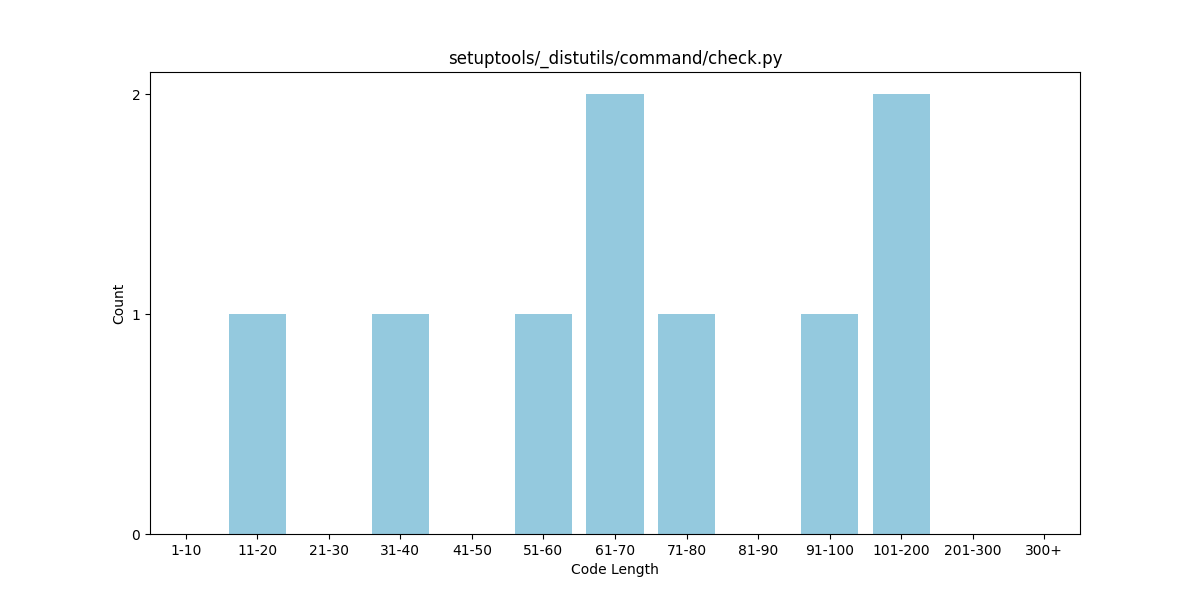 setuptools/_distutils/command/check.py
Count
2
1
0
1-10 11-20 21-30 31-40 41-50 51-60 61-70 71-80 81-90 91-100 101-200 201-300 300+
Code Length